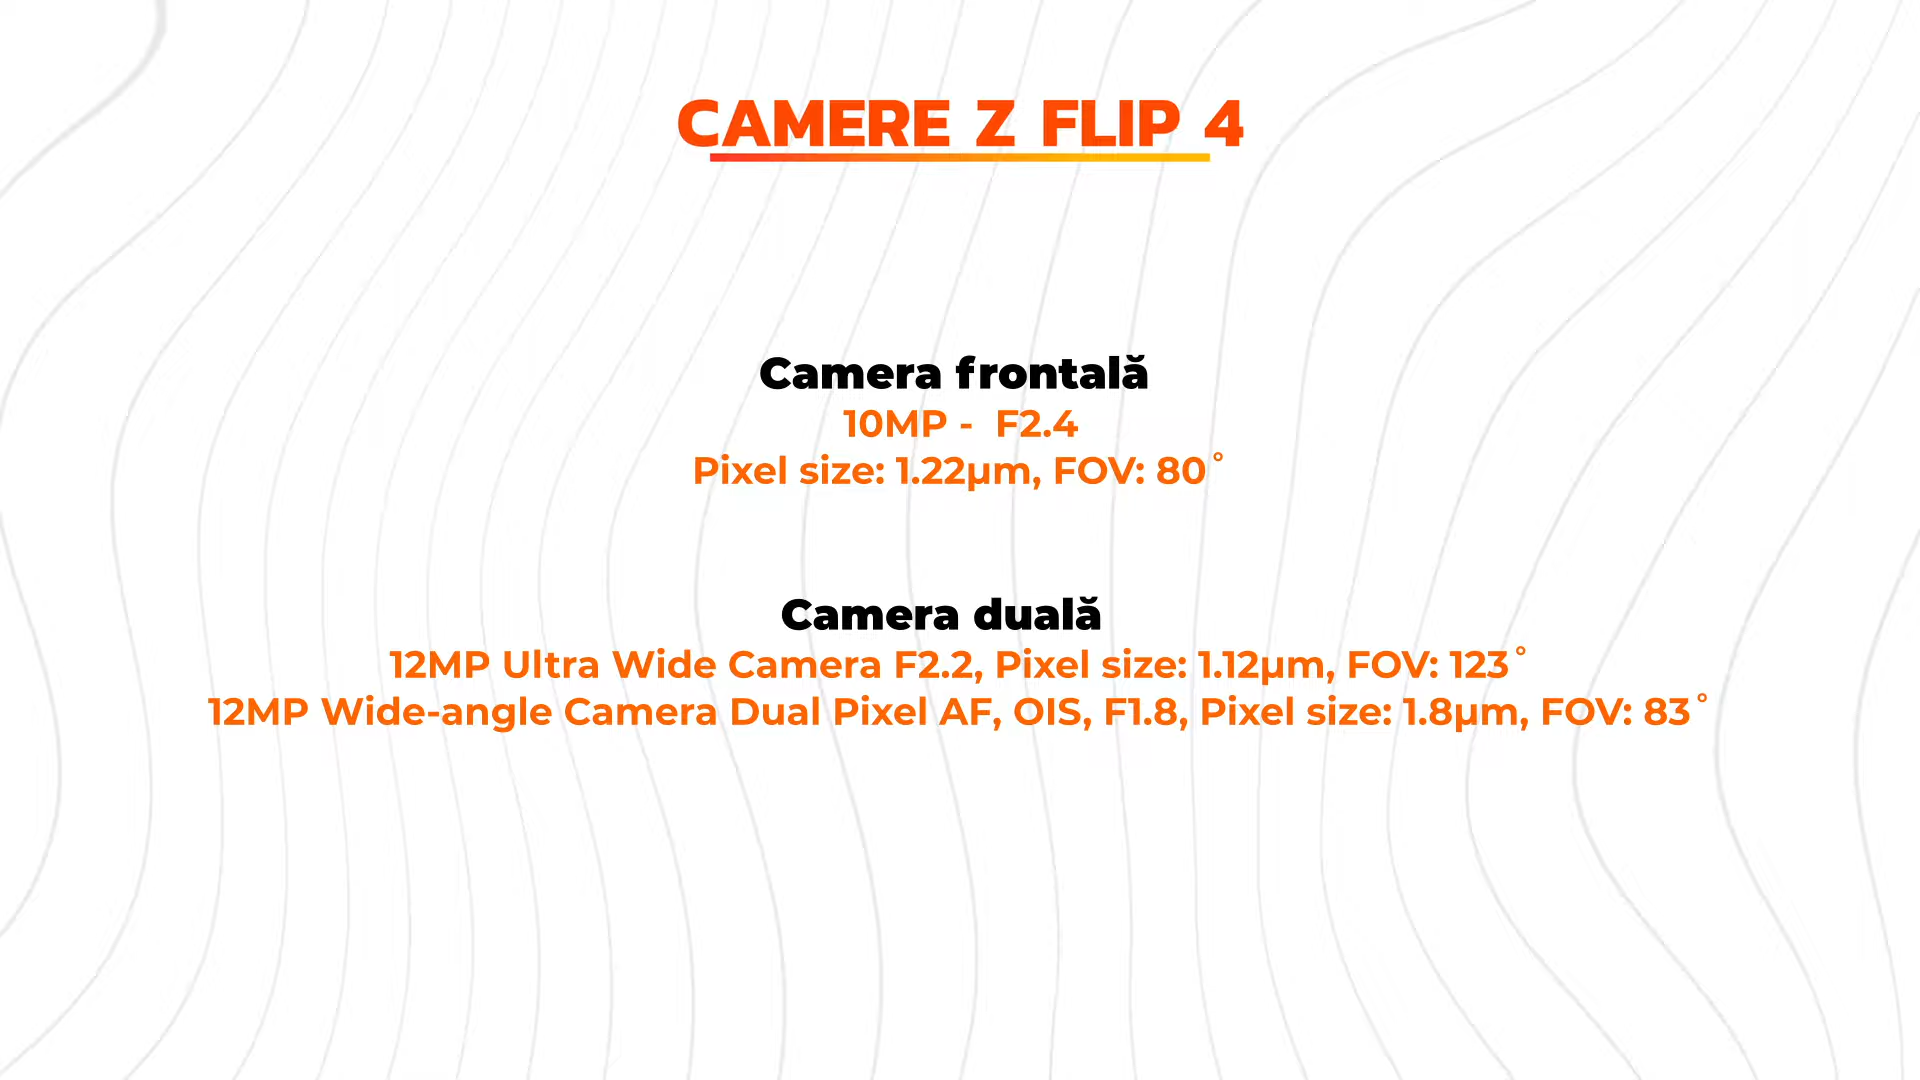 CAMERE Z FLIP 4
Camera frontală
10MP -  F2.4
Pixel size: 1.22µm, FOV: 80˚
Camera duală
12MP Ultra Wide Camera F2.2, Pixel size: 1.12µm, FOV: 123˚
12MP Wide-angle Camera Dual Pixel AF, OIS, F1.8, Pixel size: 1.8µm, FOV: 83˚